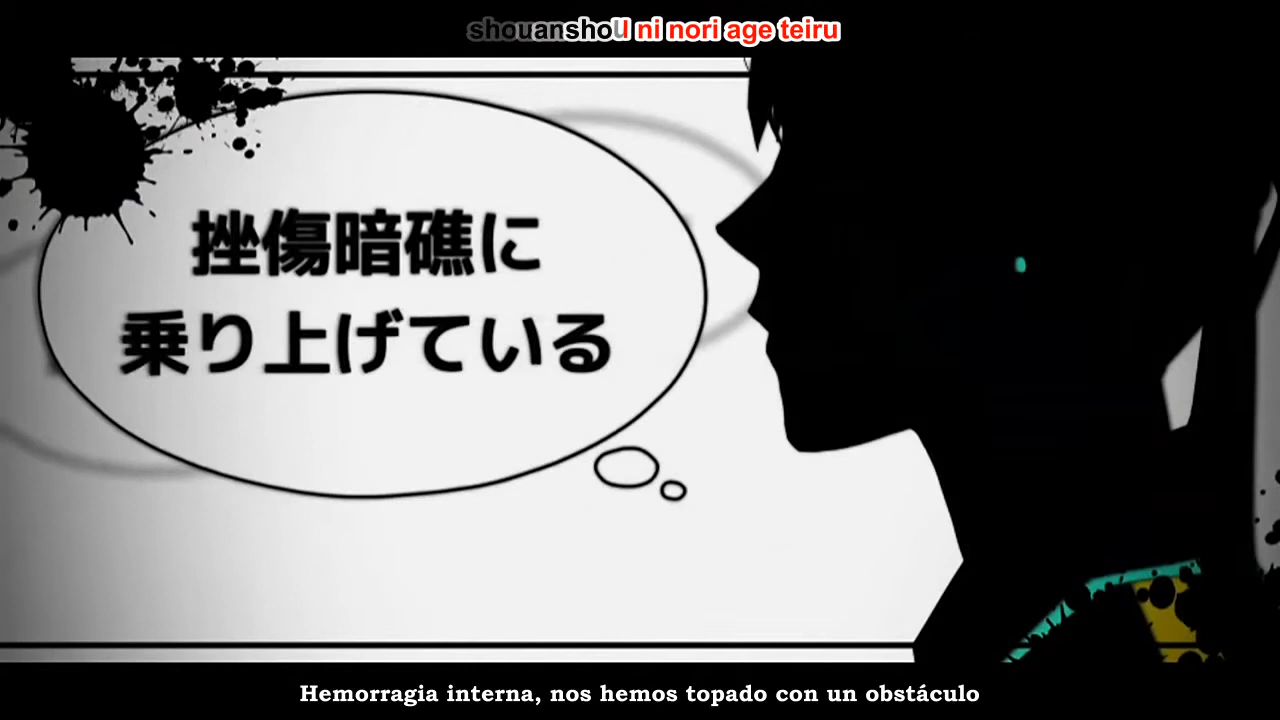 shouanshou ni nori age teiru
挫傷暗礁に
乗り上げている
Hemorragia interna, nos hemos topado con un obstáculo